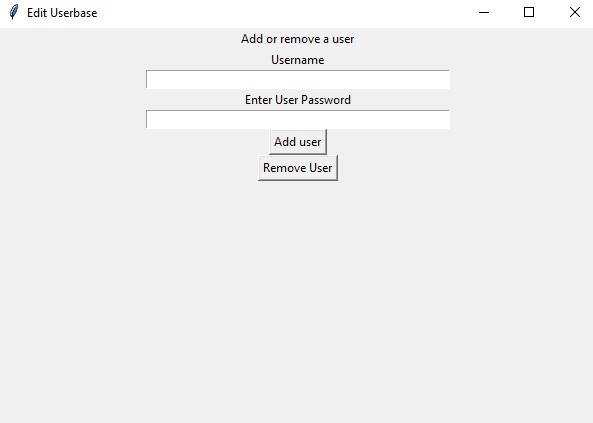 Edit Userbase
Add or remove a user
Username
Enter User Password
Add user
Remove User